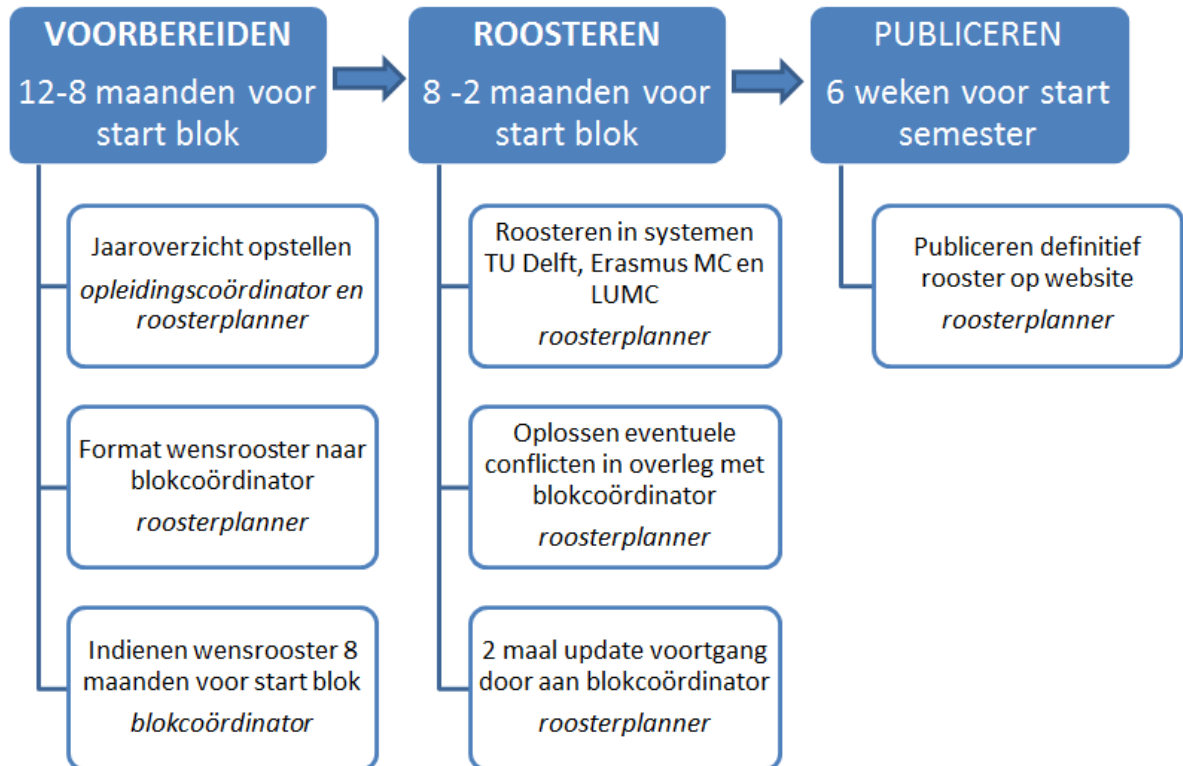 VOORBEREIDEN
12-8 maanden voor
start blok
Jaaroverzicht opstellen
opleidingscoördinator en
roosterplanner
Format wensrooster naar
blokcoördinator
roosterplanner
Indienen wensrooster 8
maanden voor start blok
blokcoördinator
ROOSTEREN
8 -2 maanden voor
start blok
Roosteren in systemen
TU Delft, Erasmus MC en
LUMC
roosterplanner
Oplossen eventuele
conflicten in overleg met
blokcoördinator
roosterplanner
2 maal update voortgang
door aan blokcoördinator
roosterplanner
PUBLICEREN
6 weken voor start
semester
Publiceren definitief
rooster op website
roosterplanner